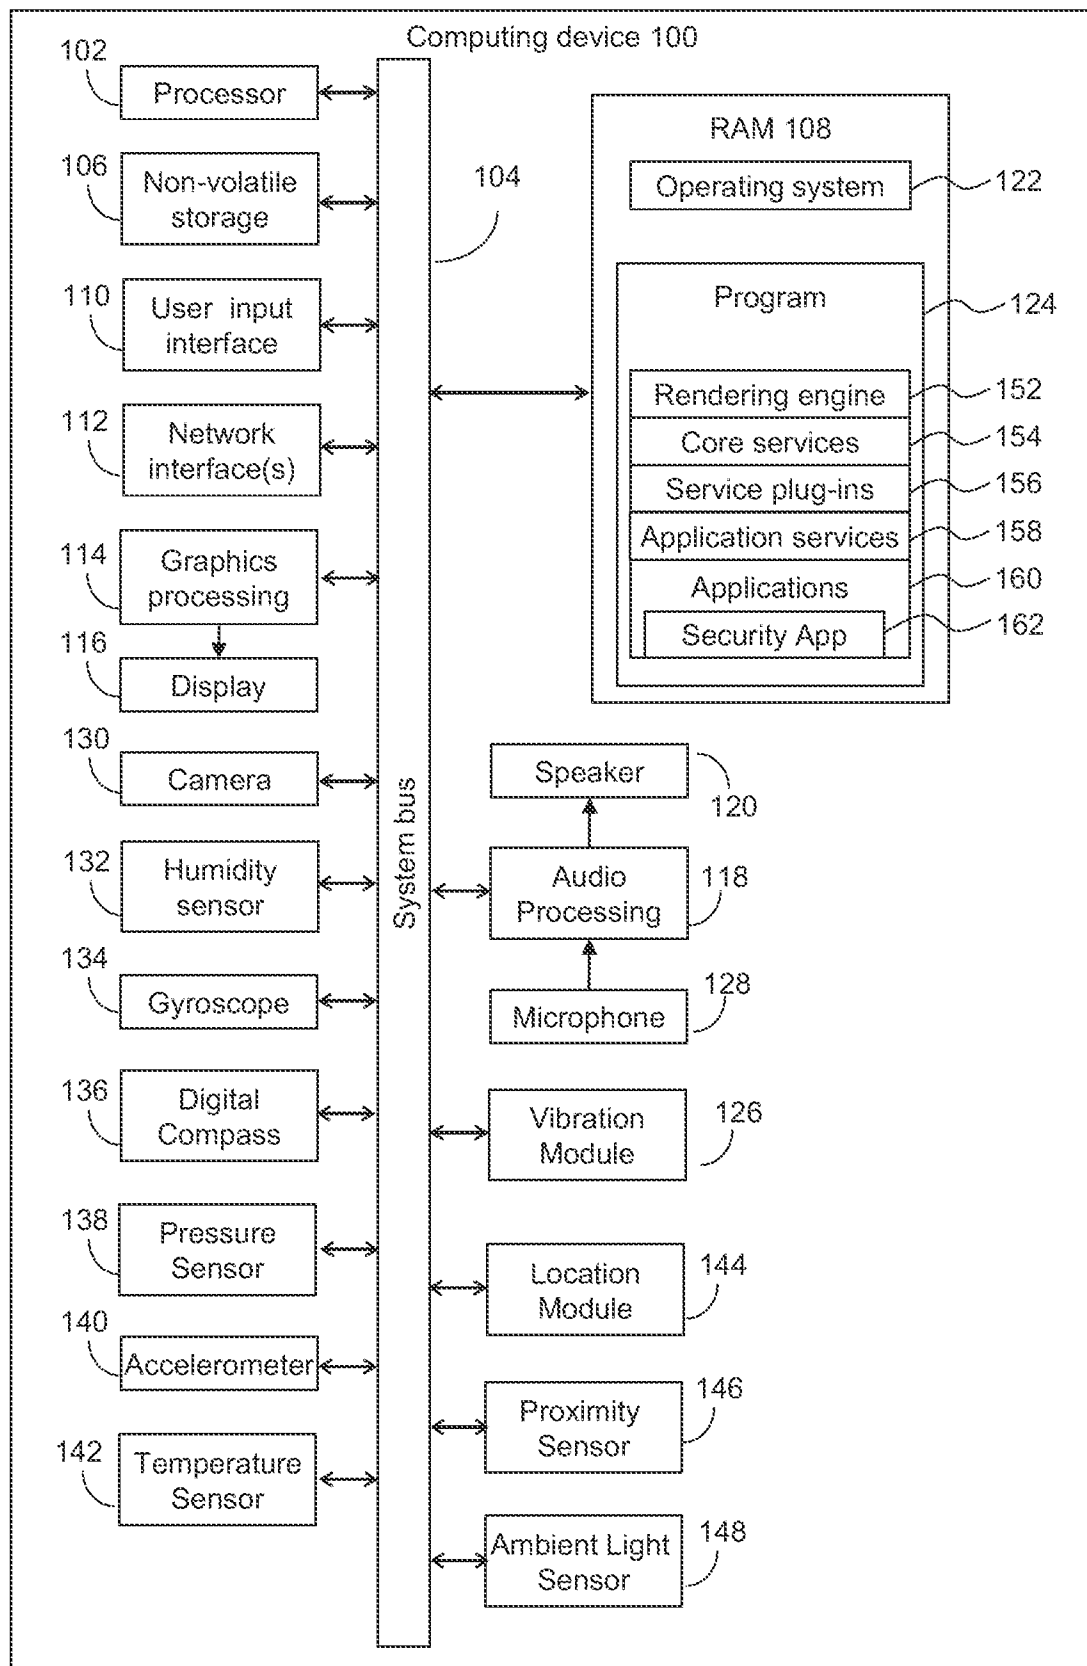 Computing device 100
102
Processor
106
Non-volatile
storage
110
User input
interface
112
Network
interface(s)
114
Graphics
processing
116
Display
130
Camera
132
Humidity
sensor
134
Gyroscope
136
Digital
Compass
138
Pressure
Sensor
140
Accelerometer
142
Temperature
Sensor
System bus
104
RAM 108
Operating system
122
Program
124
Rendering engine
152
Core services
154
Service plug-ins
156
Application services
158
Applications
160
Security App
162
Speaker
120
Audio
Processing
118
Microphone
128
Vibration
Module
126
Location
Module
144
Proximity
Sensor
146
Ambient Light
Sensor
148